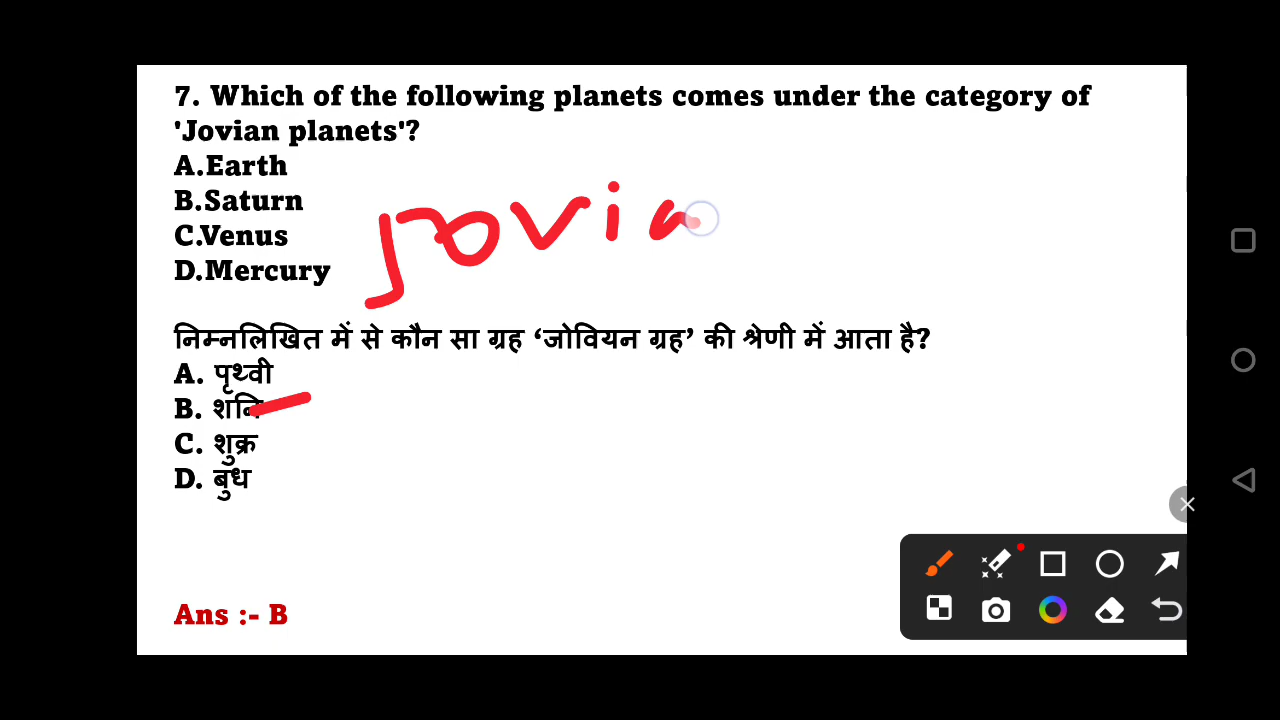 7. Which of the following planets comes under the category of
'Jovian planets'?
A.Earth
B.Saturn
C.Venus
D.Mercury
Jovia
निम्नलिखित में से कौन सा ग्रह ‘जोवियन ग्रह’ की श्रेणी में आता है?
A. पृथ्वी
B. शनि
C. शुक्र
D. बुध
Ans :- B